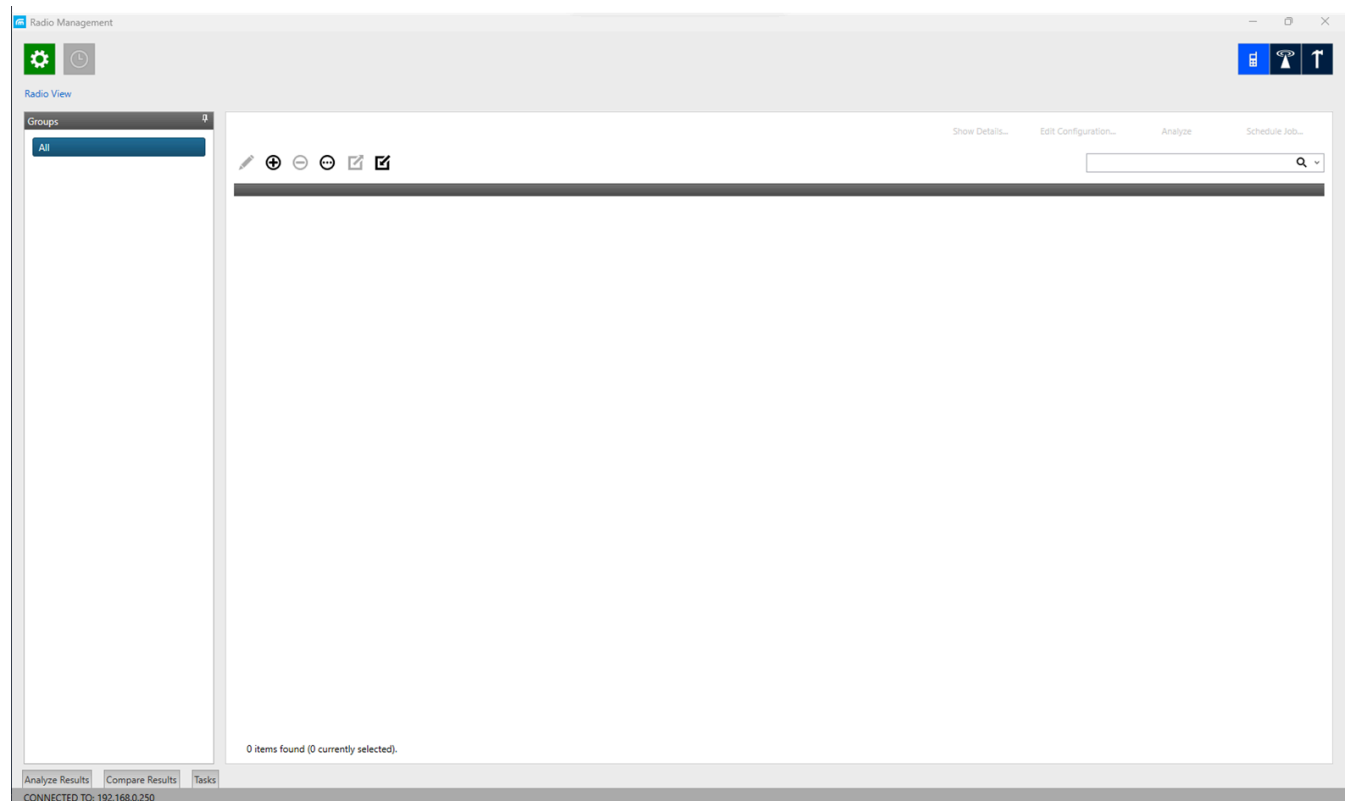 Radio Management
Radio View
Groups
All
Show Details... Edit Configuration... Analyze Schedule Job...
0 items found (0 currently selected).
Analyze Results Compare Results Tasks
CONNECTED TO: 192.168.0.250